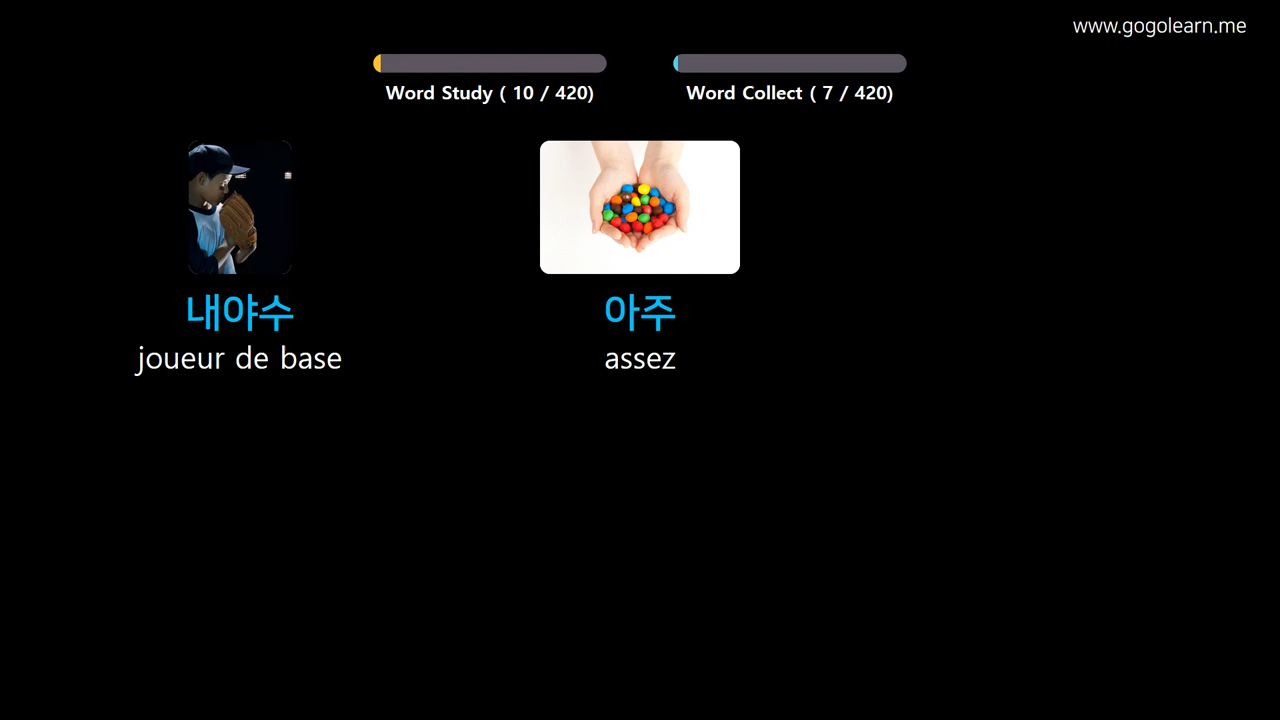 www.gogolearn.me
Word Study ( 10 / 420)
Word Collect ( 7 / 420)
내야수
joueur de base
아주
assez